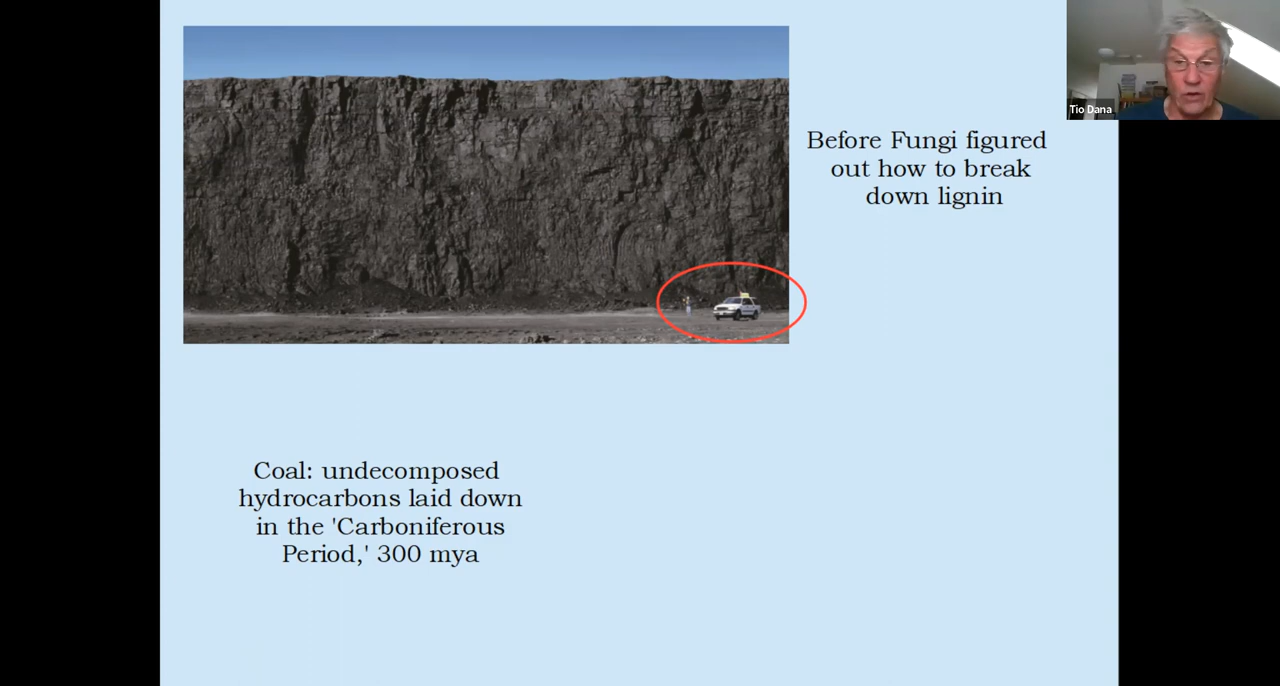 Tio Dana
Before Fungi figured
out how to break
down lignin
Coal: undecomposed
hydrocarbons laid down
in the 'Carboniferous
Period,' 300 mya